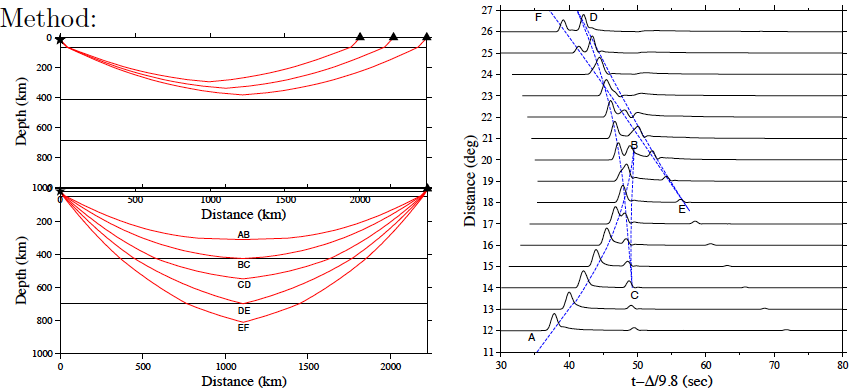 Method:
0
200
400
600
800
1000
Depth (km)
0
500
1000
1500
2000
Distance (km)
200
400
600
800
1000
Depth (km)
AB
BC
CD
DE
EF
0
500
1000
1500
2000
Distance (km)
27
26
25
24
23
22
21
20
19
18
17
16
15
14
13
12
11
Distance (deg)
F
D
B
E
C
A
30
40
50
60
70
80
t−Δ/9.8 (sec)